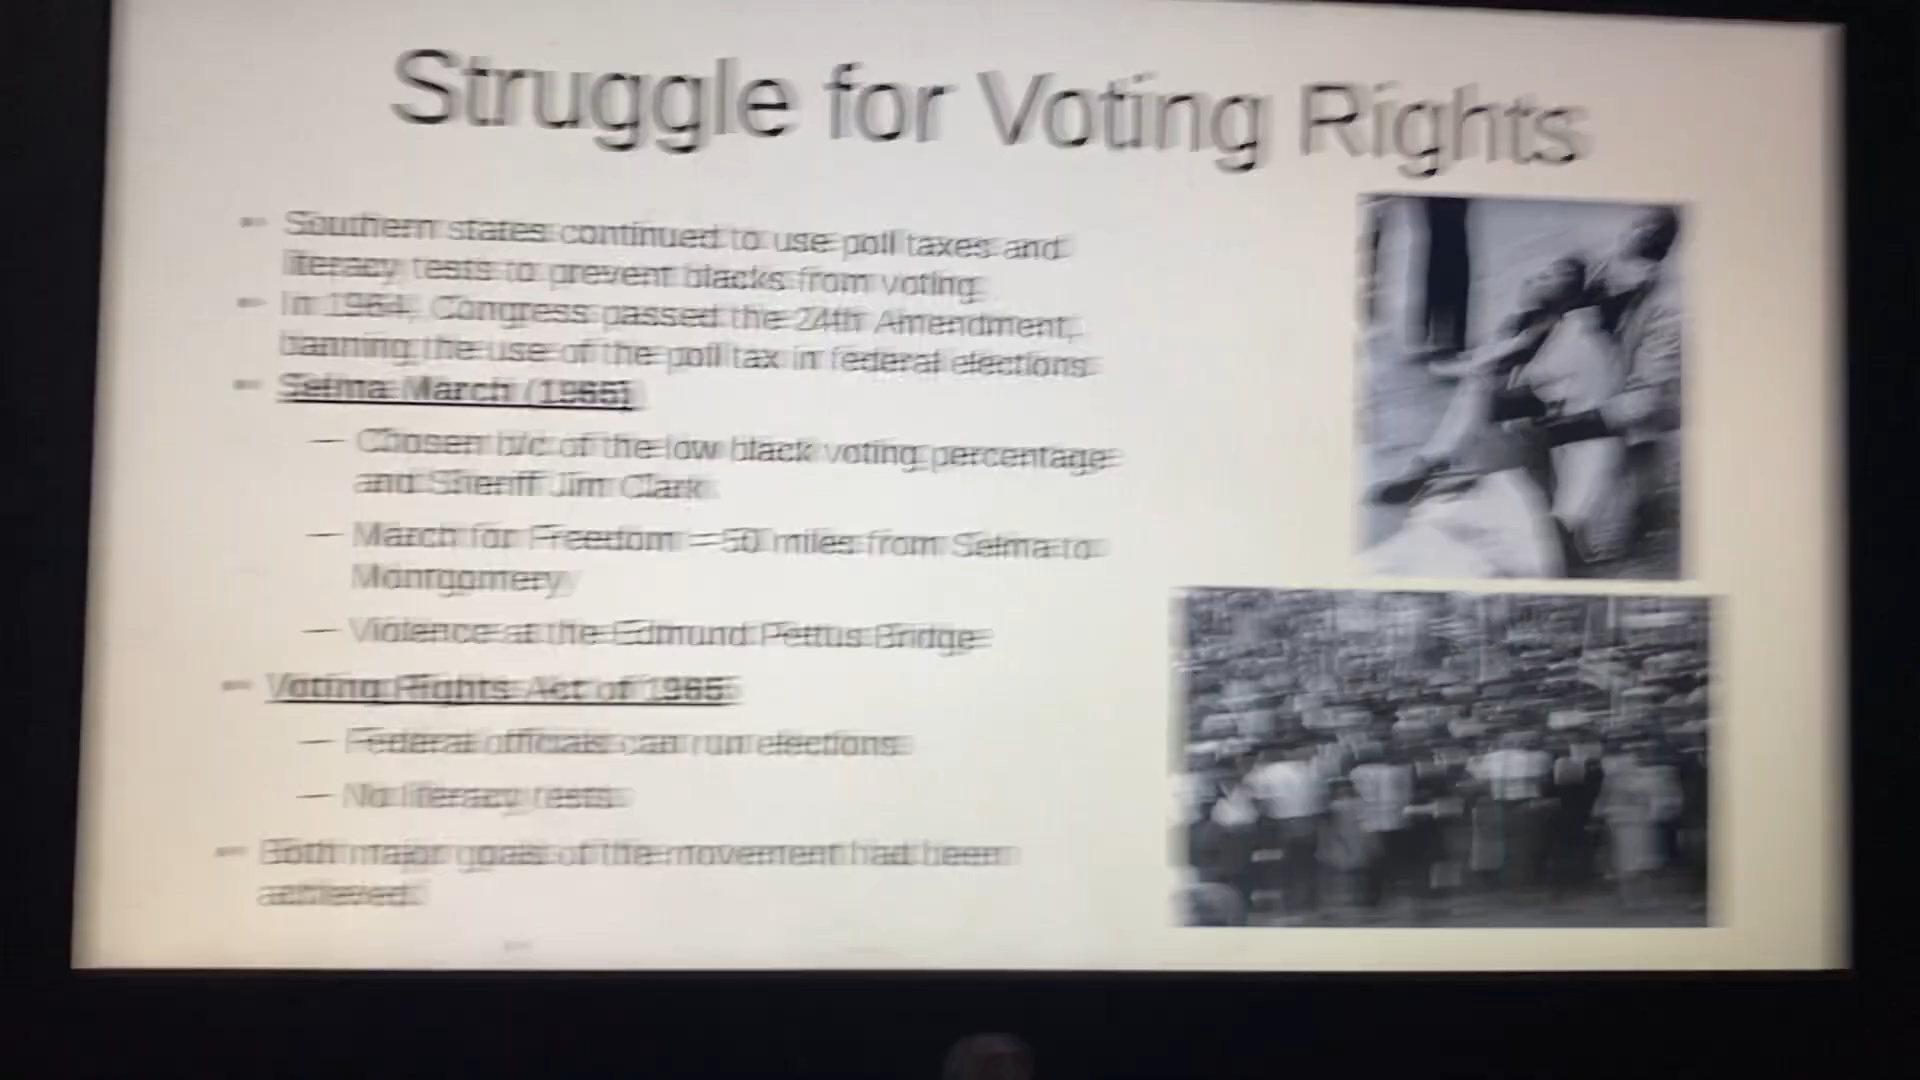 Struggle for Voting Rights
Southern states continued to use poll taxes and
literacy tests to prevent blacks from voting.
In 1964, Congress passed the 24th Amendment,
banning the use of the poll tax in federal elections.
Selma March (1965)
– Chosen b/c of the low black voting percentage
and Sheriff Jim Clark
– March for Freedom – 50 miles from Selma to
Montgomery
– Violence at the Edmund Pettus Bridge
Voting Rights Act of 1965
– Federal officials can run elections
– No literacy tests
Both major goals of the movement had been
achieved.